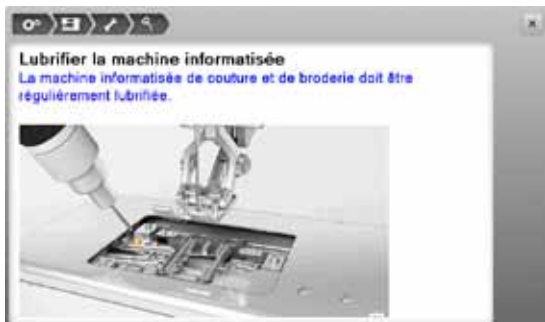 Lubrifier la machine informatisée
La machine informatisée de couture et de broderie doit être
régulièrement lubrifiée.